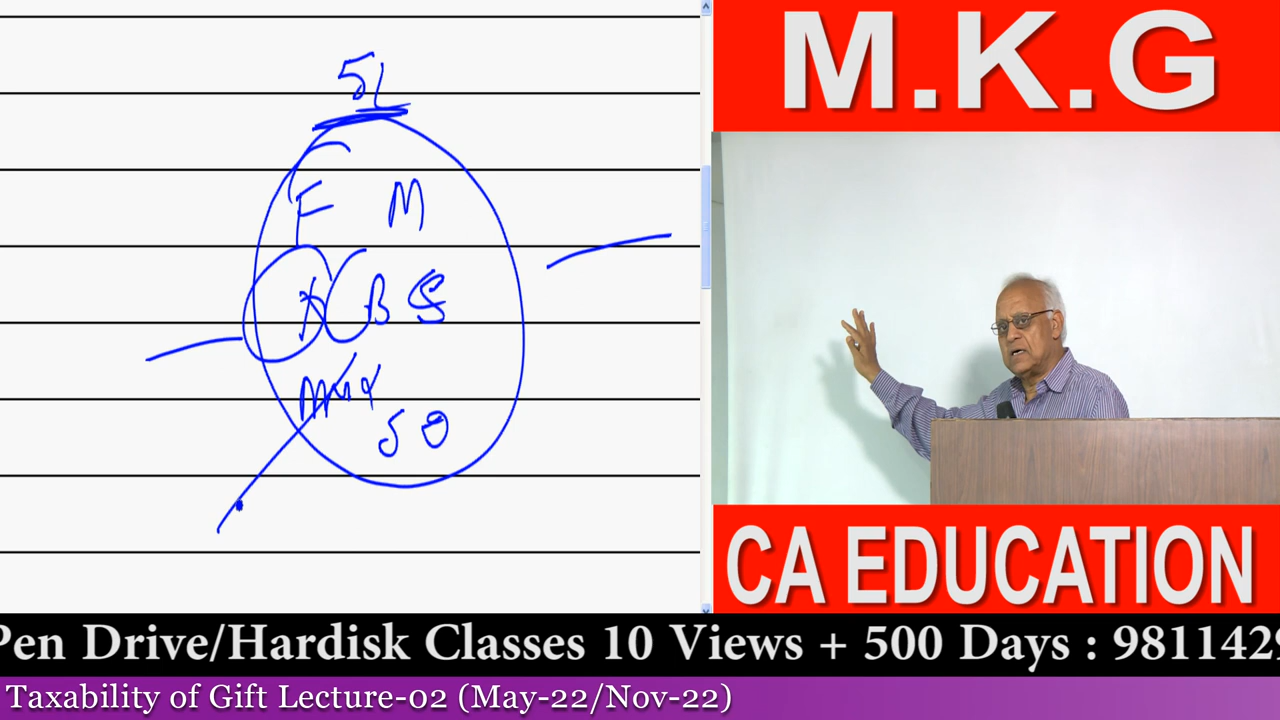 M.K.G
5L
F M
B S
50
CA EDUCATION
Pen Drive/Hardisk Classes 10 Views + 500 Days : 9811429
Taxability of Gift Lecture-02 (May-22/Nov-22)